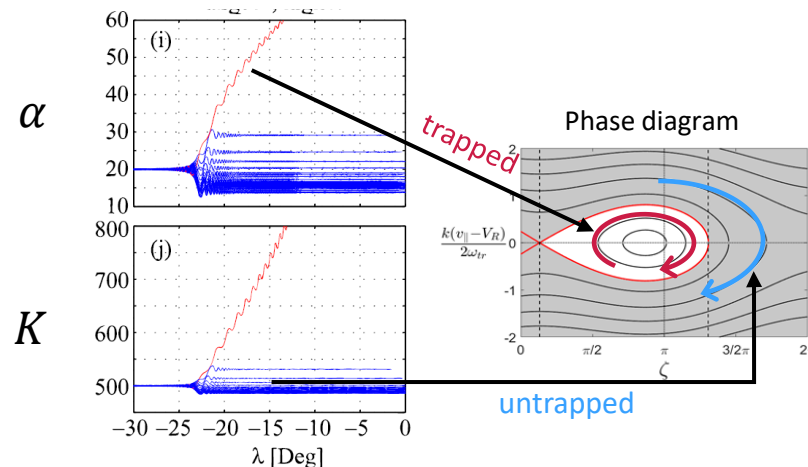 (i)
α
60
50
40
30
20
10
(j)
K
800
700
600
500
−30 −25 −20 −15 −10 −5 0
λ [Deg]
trapped
untrapped
Phase diagram
k(v∥−V_R)
2ω_tr
2
1
0
-1
-2
0 π/2 π 3/2π 2
ζ